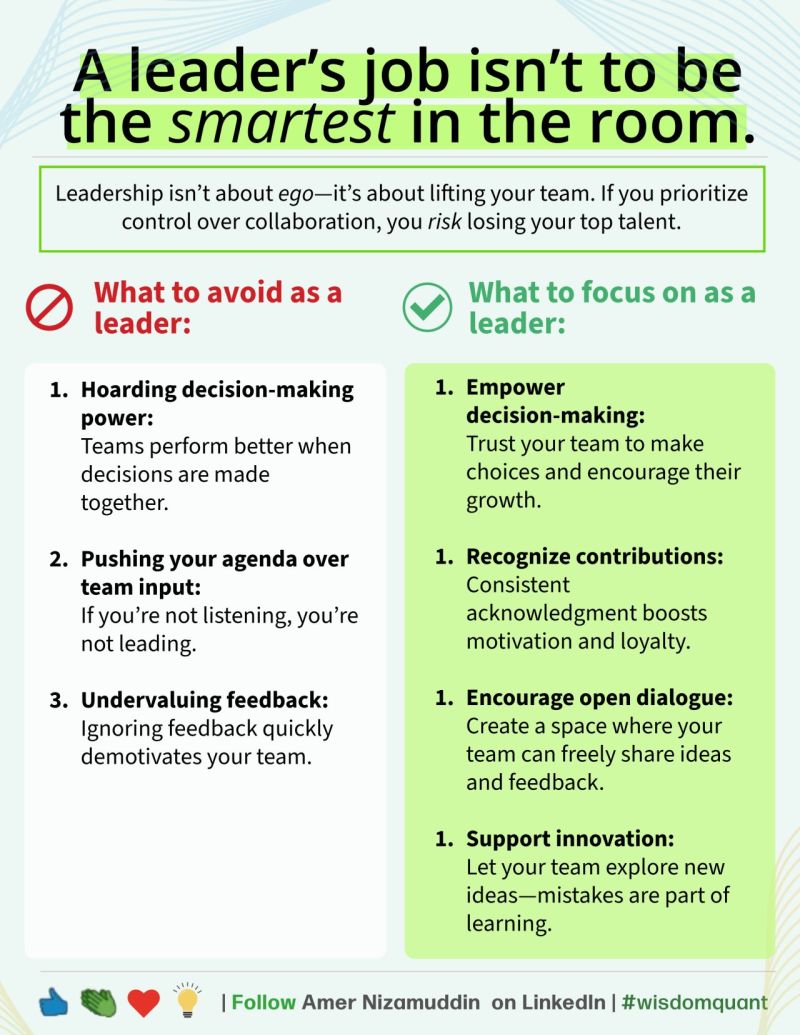 A leader’s job isn’t to be
the smartest in the room.
Leadership isn’t about ego—it’s about lifting your team. If you prioritize
control over collaboration, you risk losing your top talent.
What to avoid as a
leader:
1. Hoarding decision-making
power:
Teams perform better when
decisions are made
together.
2. Pushing your agenda over
team input:
If you’re not listening, you’re
not leading.
3. Undervaluing feedback:
Ignoring feedback quickly
demotivates your team.
What to focus on as a
leader:
1. Empower
decision-making:
Trust your team to make
choices and encourage their
growth.
1. Recognize contributions:
Consistent
acknowledgment boosts
motivation and loyalty.
1. Encourage open dialogue:
Create a space where your
team can freely share ideas
and feedback.
1. Support innovation:
Let your team explore new
ideas—mistakes are part of
learning.
| Follow Amer Nizamuddin on LinkedIn | #wisdomquant